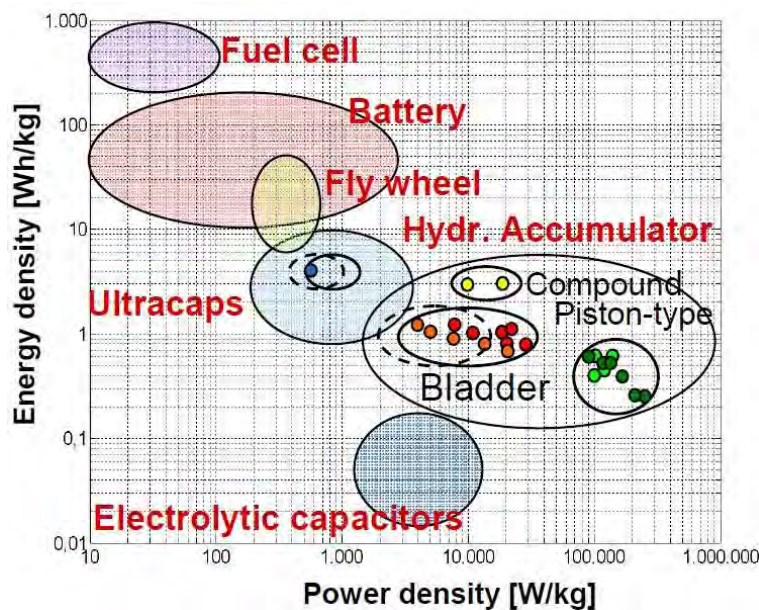 1.000
Fuel cell
Battery
100
Fly wheel
10
Hydr. Accumulator
Compound
Ultracaps
Piston-type
1
Bladder
0,1
Electrolytic capacitors
0,01
10 100 1.000 10.000 100.000 1.000.000
Energy density [Wh/kg]
Power density [W/kg]